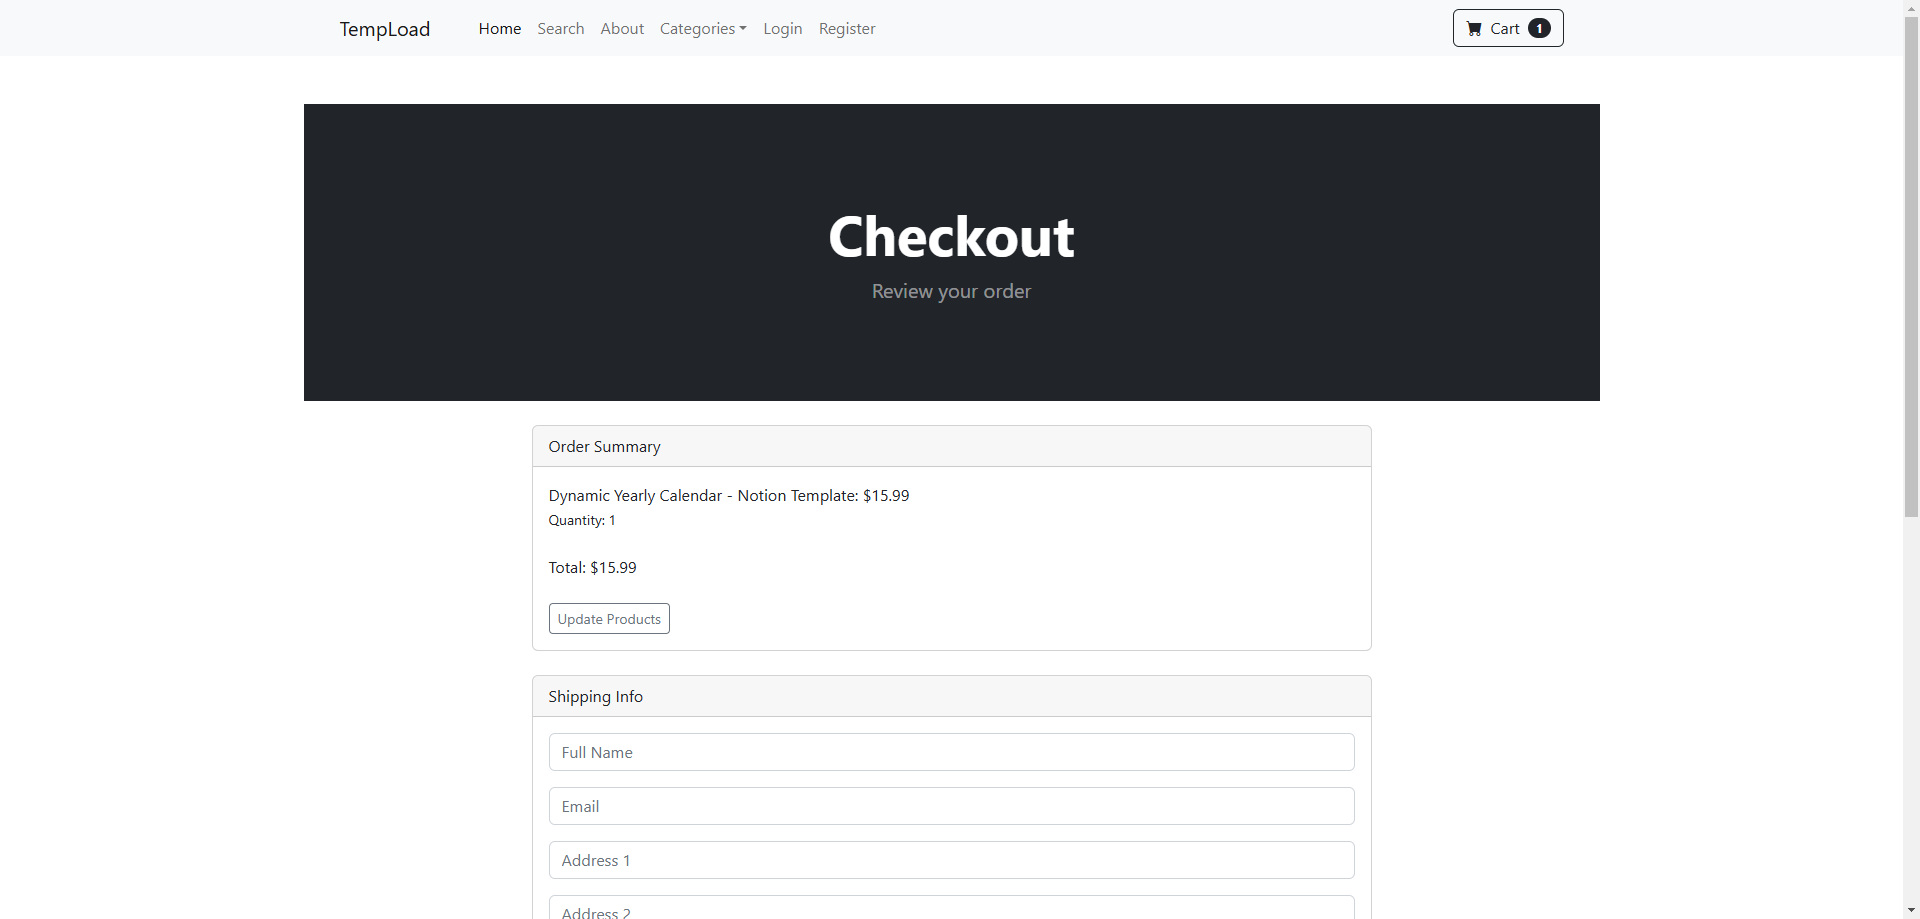 TempLoad
Home Search About Categories Login Register
Cart 1
Checkout
Review your order
Order Summary
Dynamic Yearly Calendar - Notion Template: $15.99
Quantity: 1
Total: $15.99
Update Products
Shipping Info
Full Name
Email
Address 1
Address 2